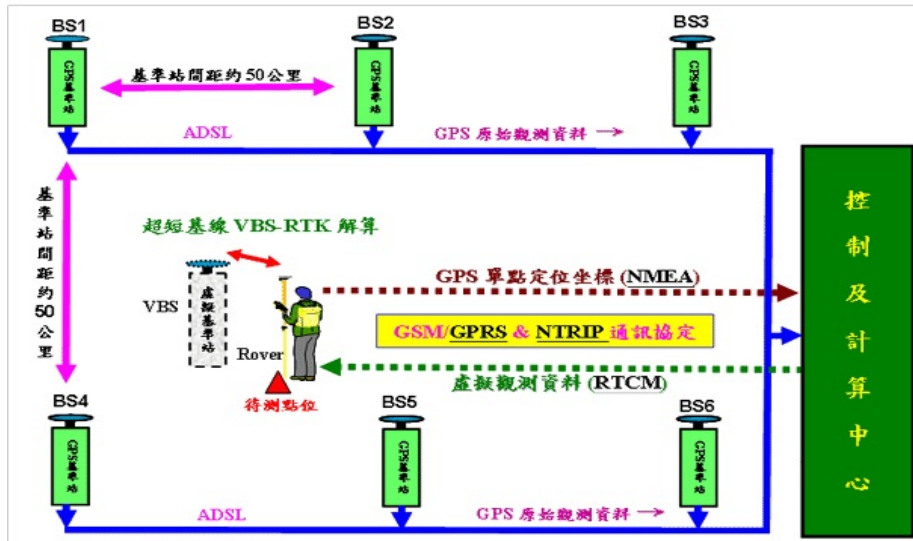 BS1
BS2
BS3
GPS基準站
GPS基準站
GPS基準站
基準站間距約 50公里
ADSL
GPS 原始觀測資料 →
基準站間距約50公里
超短基線 VBS-RTK 解算
VBS
虛擬基準站
Rover
待測點位
GPS 單點定位坐標 (NMEA)
GSM/GPRS & NTRIP 通訊協定
虛擬觀測資料 (RTCM)
控制及計算中心
BS4
BS5
BS6
GPS基準站
GPS基準站
GPS基準站
ADSL
GPS 原始觀測資料 →